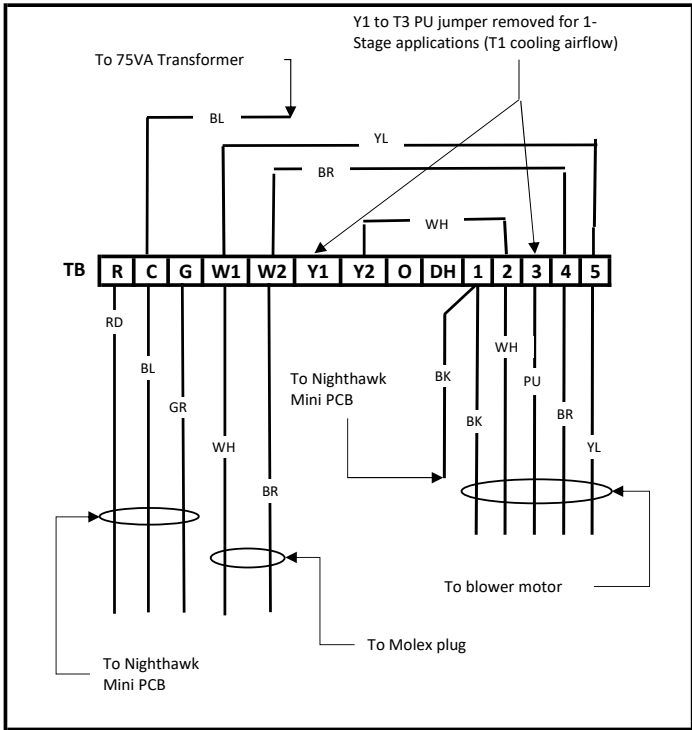 Y1 to T3 PU jumper removed for 1-
Stage applications (T1 cooling airflow)
To 75VA Transformer
BL
YL
BR
WH
TB R C G W1 W2 Y1 Y2 O DH 1 2 3 4 5
RD
BL
GR
WH
BR
To Nighthawk
Mini PCB
BK
BK
WH
PU
BR
YL
To blower motor
To Molex plug
To Nighthawk
Mini PCB